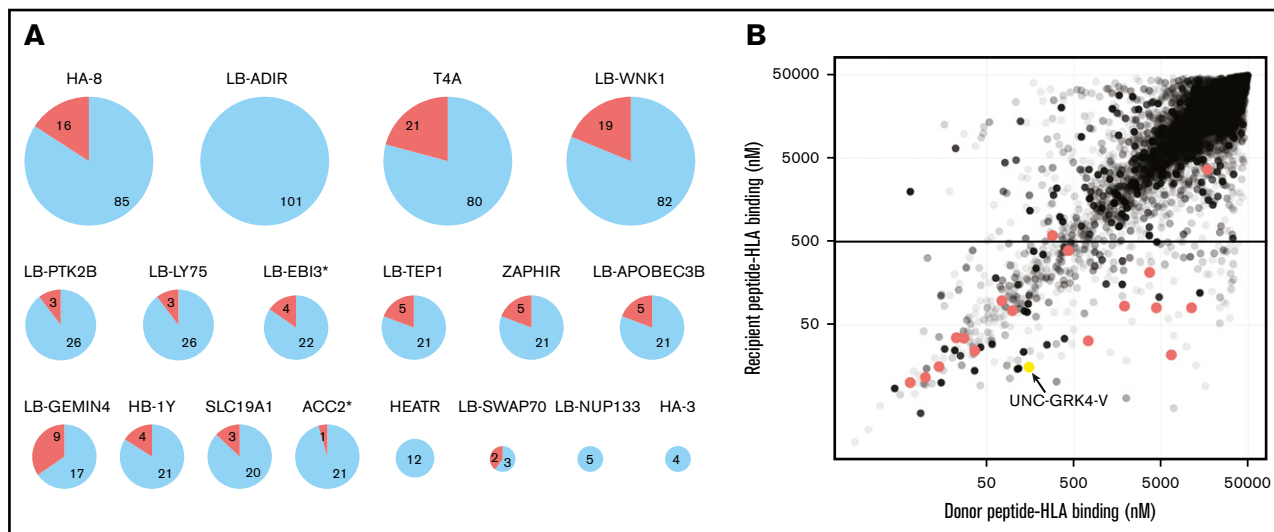 A
HA-8 LB-ADIR T4A LB-WNK1
16 21 19
85 101 80 82
LB-PTK2B LB-LY75 LB-EBI3* LB-TEP1 ZAPHIR LB-APOBEC3B
3 3 4 5 5 5
26 26 22 21 21 21
LB-GEMIN4 HB-1Y SLC19A1 ACC2* HEATR LB-SWAP70 LB-NUP133 HA-3
9 4 3 1 12 2 3 5 4
17 21 20 21
B
50000
5000
500
50
Recipient peptide-HLA binding (nM)
UNC-GRK4-V
50 500 5000 50000
Donor peptide-HLA binding (nM)